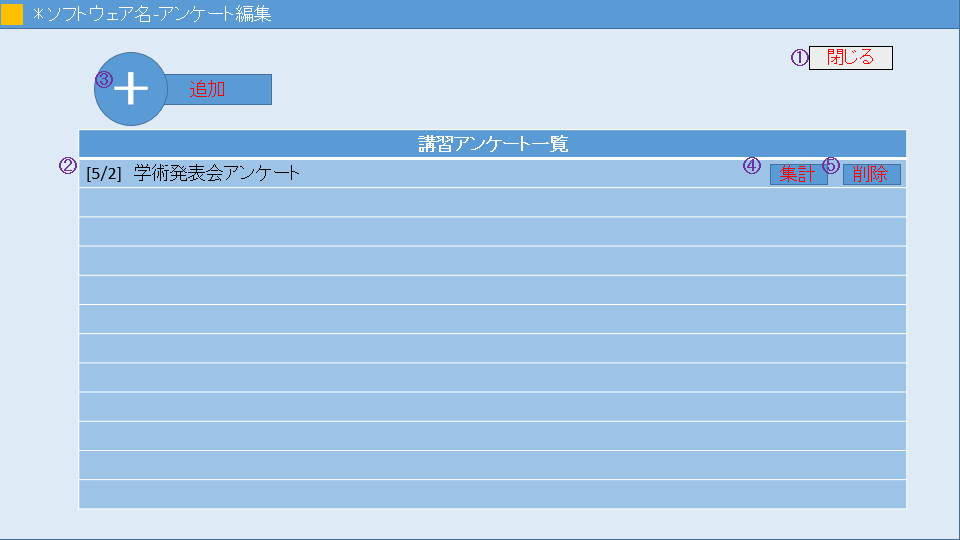 *ソフトウェア名-アンケート編集
① 閉じる
③ + 追加
講習アンケート一覧
② [5/2] 学術発表会アンケート ④ 集計 ⑤ 削除